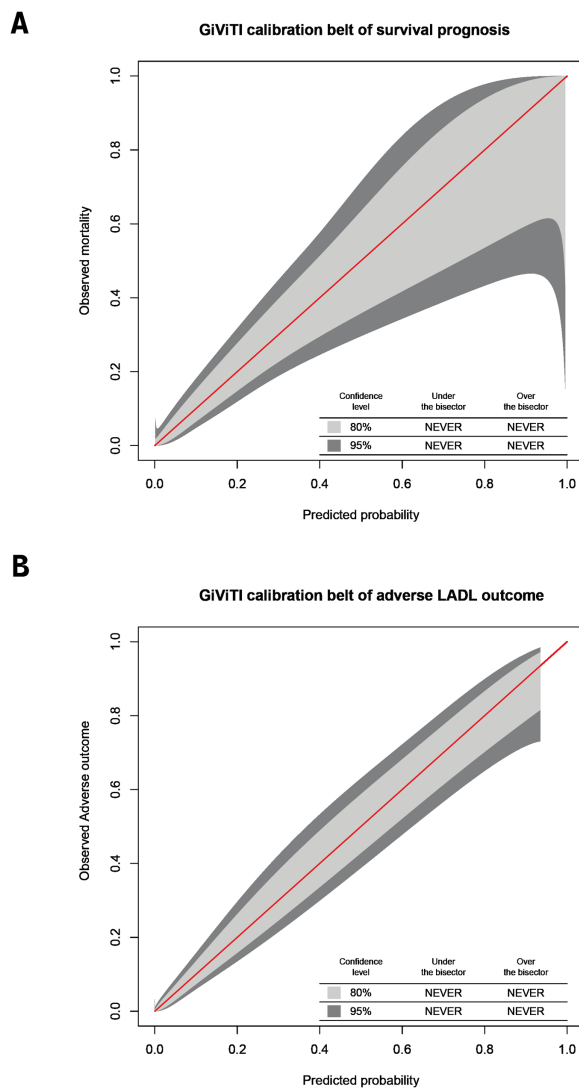 A
GiViTI calibration belt of survival prognosis
1.0
0.8
0.6
0.4
0.2
0.0
Observed mortality
Confidence level Under the bisector Over the bisector
80% NEVER NEVER
95% NEVER NEVER
0.0 0.2 0.4 0.6 0.8 1.0
Predicted probability
B
GiViTI calibration belt of adverse LADL outcome
1.0
0.8
0.6
0.4
0.2
0.0
Observed Adverse outcome
Confidence level Under the bisector Over the bisector
80% NEVER NEVER
95% NEVER NEVER
0.0 0.2 0.4 0.6 0.8 1.0
Predicted probability